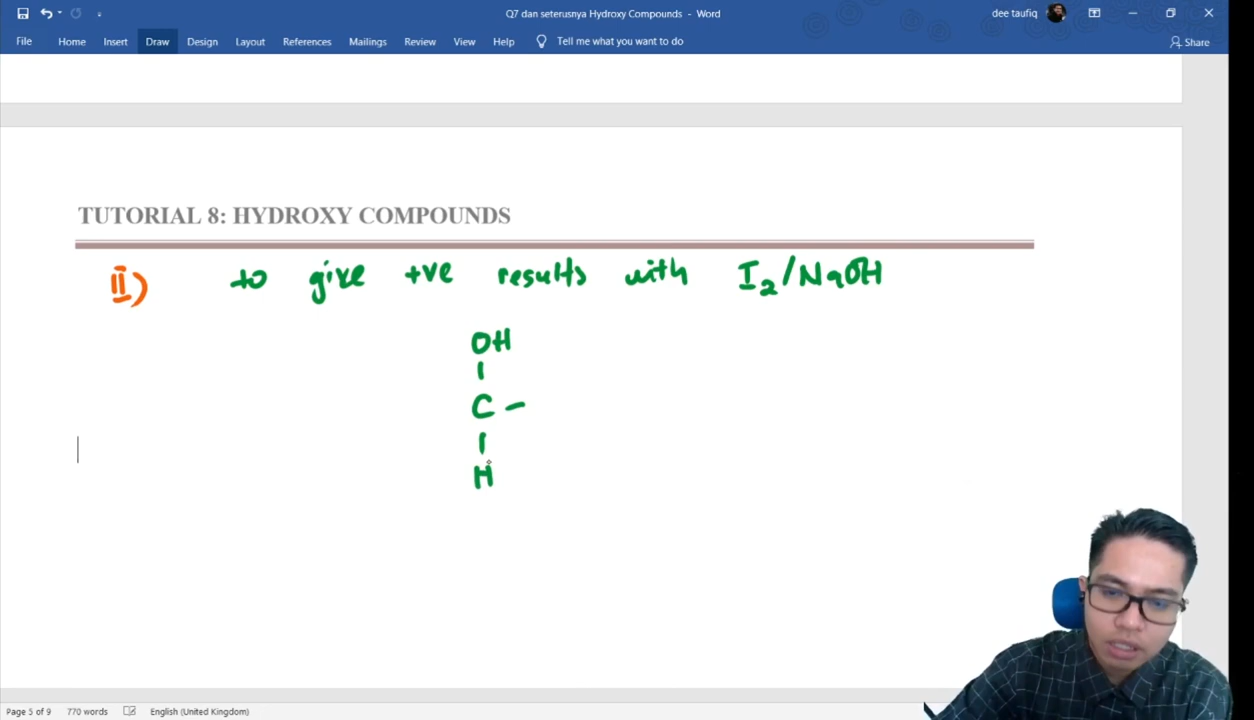 Q7 dan seterusnya Hydroxy Compounds - Word
dee taufiq
File Home Insert Draw Design Layout References Mailings Review View Help Tell me what you want to do
Share
TUTORIAL 8: HYDROXY COMPOUNDS
II) to give +ve results with I2/NaOH
OH
|
C –
|
H
Page 5 of 9 770 words English (United Kingdom)